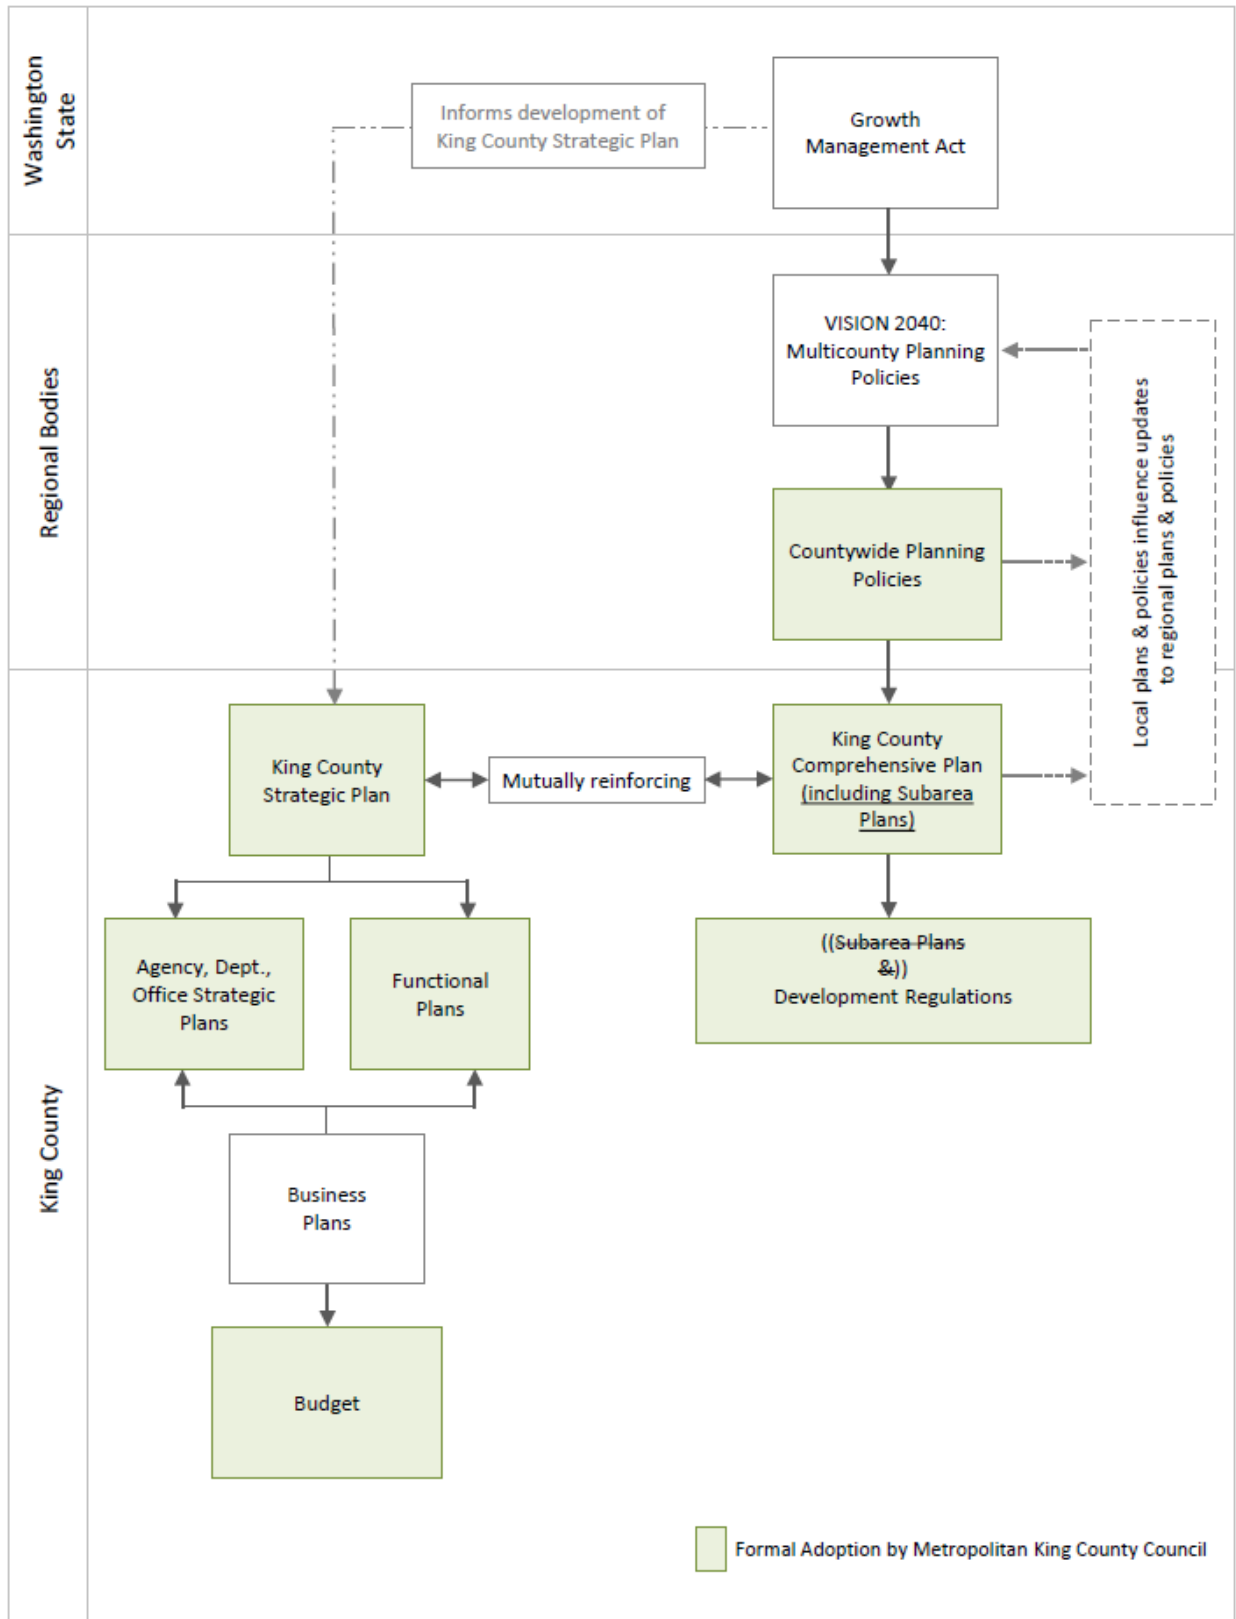 Washington
State
Informs development of
King County Strategic Plan
Growth
Management Act
Regional Bodies
VISION 2040:
Multicounty Planning
Policies
Local plans & policies influence updates
to regional plans & policies
Countywide Planning
Policies
King County
King County
Strategic Plan
Mutually reinforcing
King County
Comprehensive Plan
(including Subarea
Plans)
Agency, Dept.,
Office Strategic
Plans
Functional
Plans
((Subarea Plans
&))
Development Regulations
Business
Plans
Budget
Formal Adoption by Metropolitan King County Council